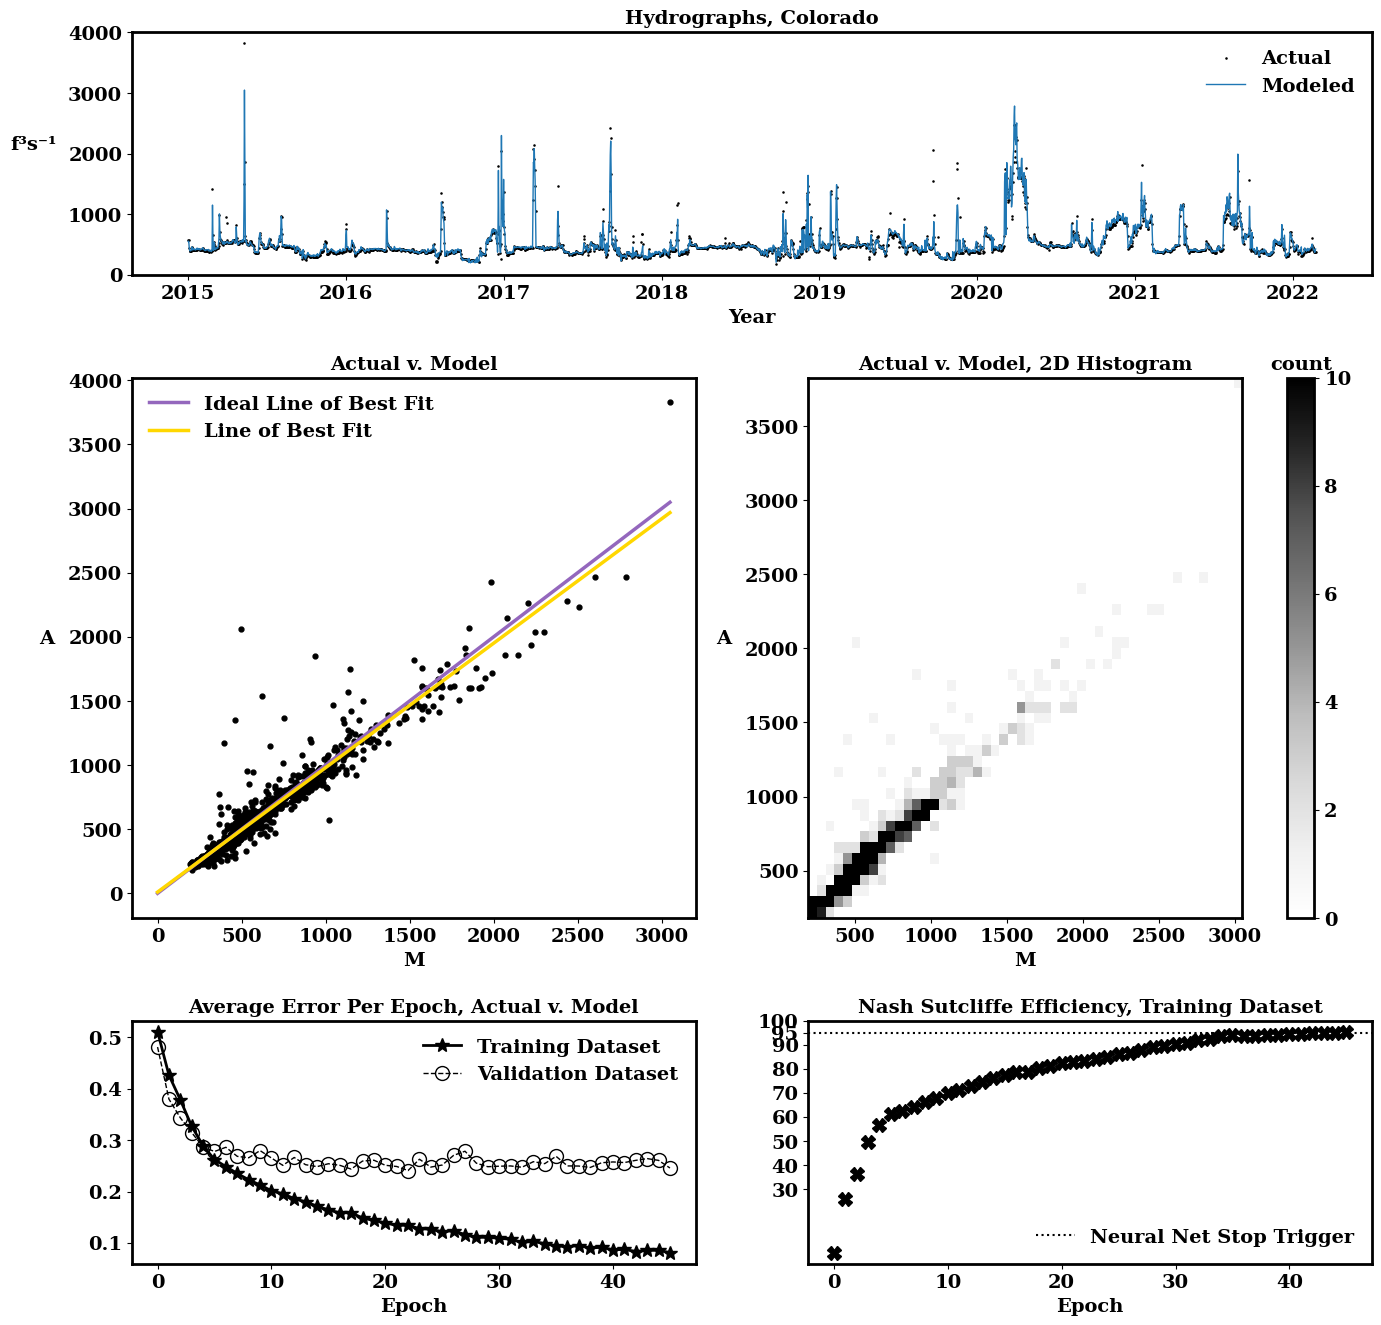 Hydrographs, Colorado
4000
3000
f³s⁻¹
2000
1000
0
Actual
Modeled
2015 2016 2017 2018 2019 2020 2021 2022
Year
Actual v. Model
4000
3500
3000
2500
A
2000
1500
1000
500
0
Ideal Line of Best Fit
Line of Best Fit
0 500 1000 1500 2000 2500 3000
M
Actual v. Model, 2D Histogram
3500
3000
2500
A
2000
1500
1000
500
500 1000 1500 2000 2500 3000
M
count
10
8
6
4
2
0
Average Error Per Epoch, Actual v. Model
0.5
0.4
0.3
0.2
0.1
Training Dataset
Validation Dataset
0 10 20 30 40
Epoch
Nash Sutcliffe Efficiency, Training Dataset
100
95
90
80
70
60
50
40
30
Neural Net Stop Trigger
0 10 20 30 40
Epoch